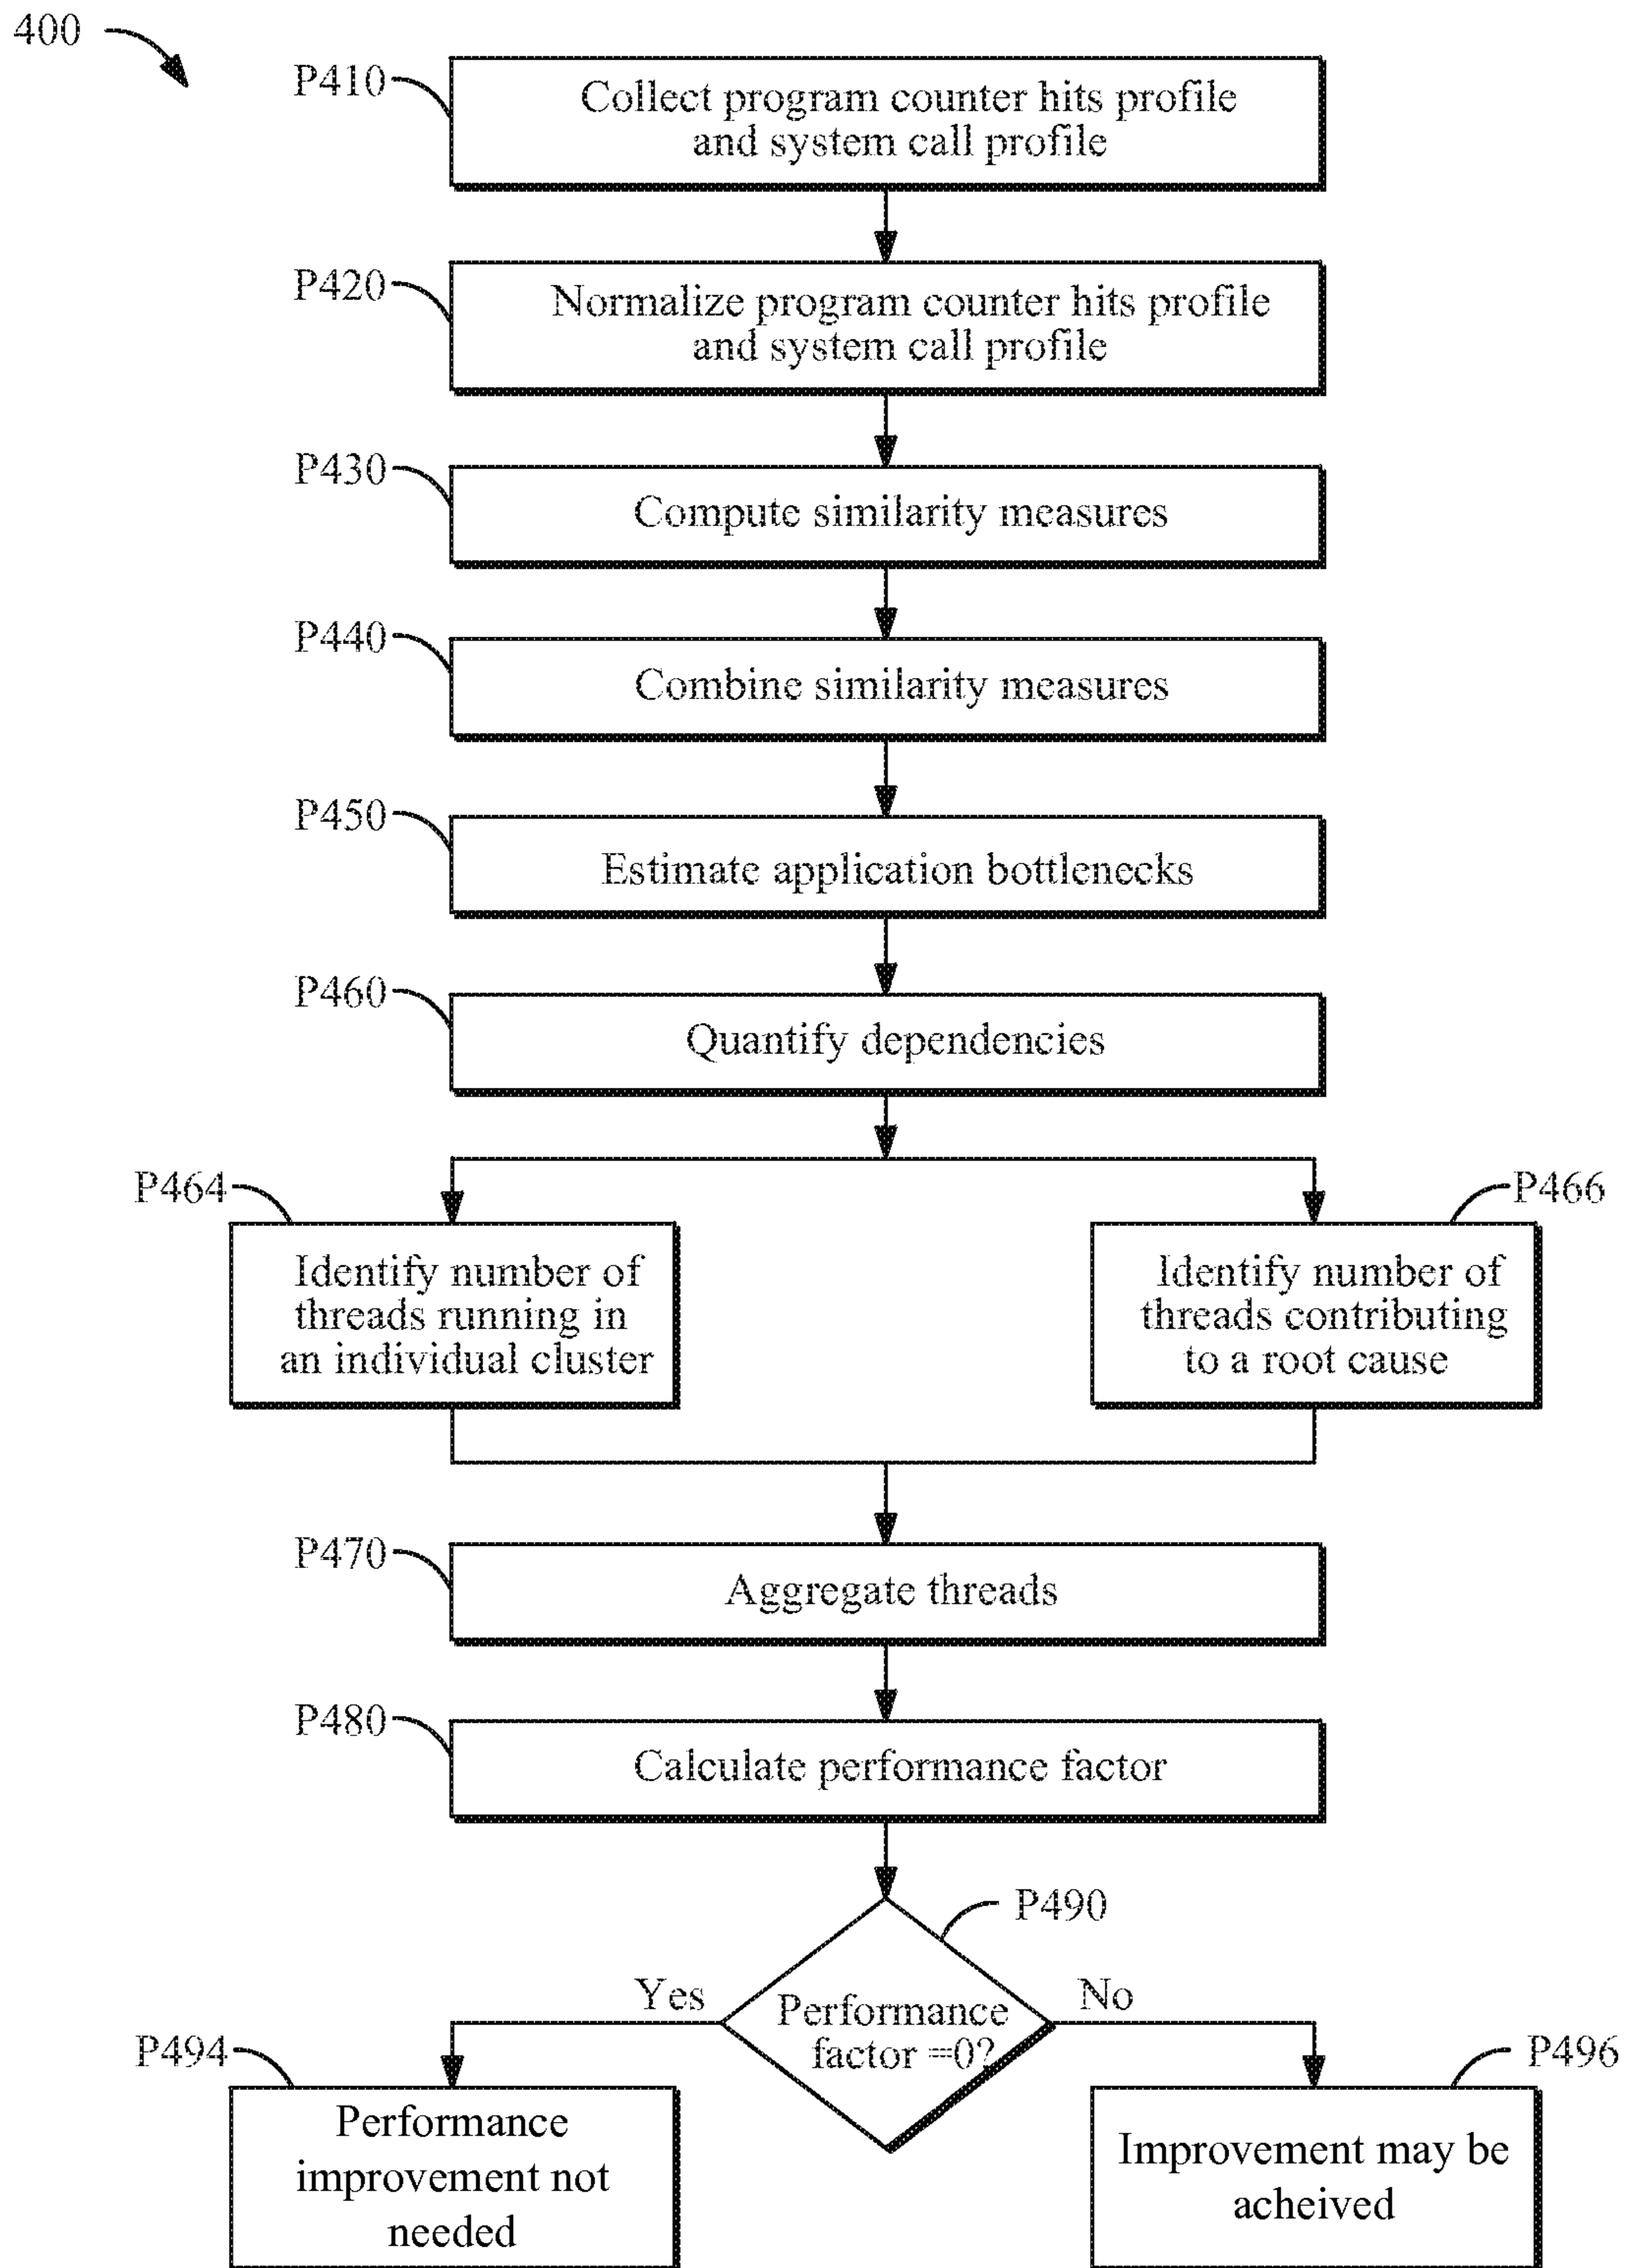 400
P410
Collect program counter hits profile
and system call profile
P420
Normalize program counter hits profile
and system call profile
P430
Compute similarity measures
P440
Combine similarity measures
P450
Estimate application bottlenecks
P460
Quantify dependencies
P464
Identify number of
threads running in
an individual cluster
P466
Identify number of
threads contributing
to a root cause
P470
Aggregate threads
P480
Calculate performance factor
P490
Performance
factor =0?
Yes
No
P494
Performance
improvement not
needed
P496
Improvement may be
acheived